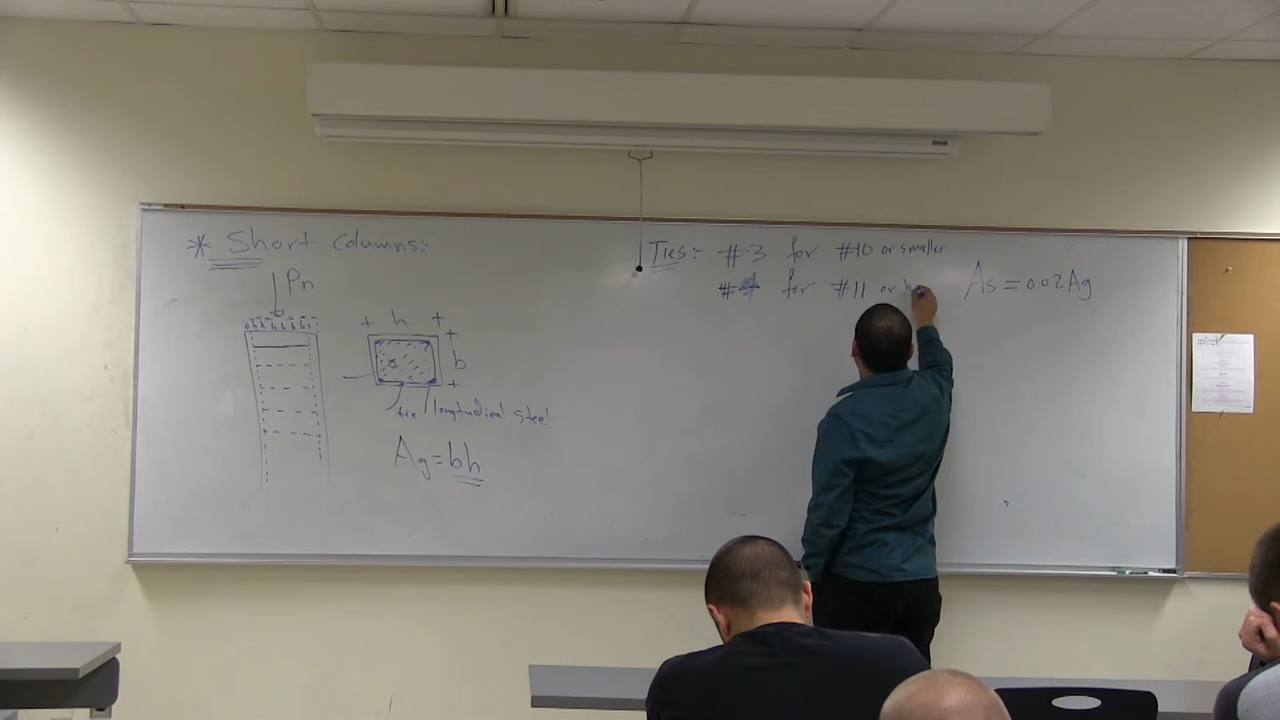 * Short Columns:
Pn
+ h +
+
b
+
tie longitudinal steel
Ag=bh
Ties: #3 for #10 or smaller
#4 for #11 or
As=0.02Ag